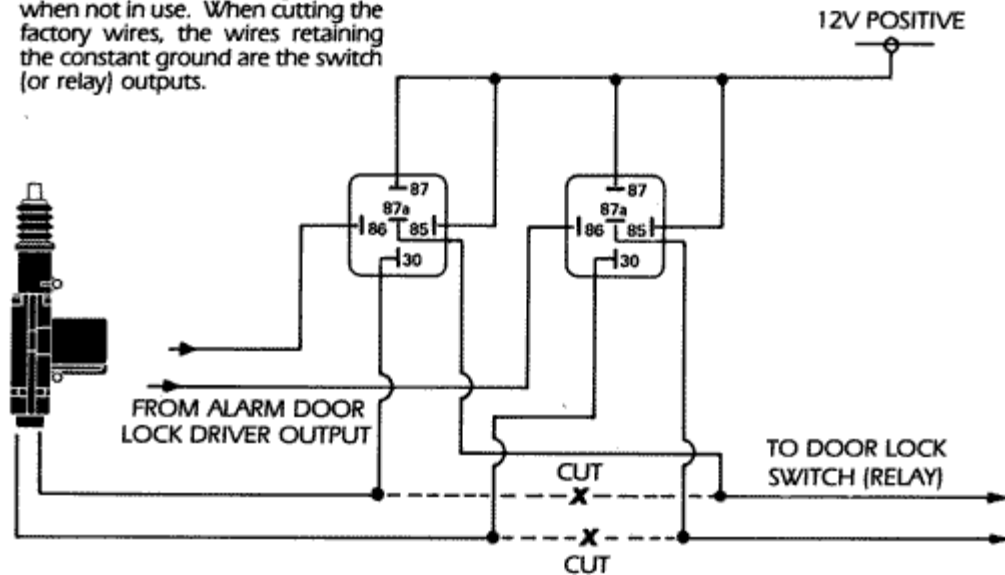 when not in use. When cutting the
factory wires, the wires retaining
the constant ground are the switch
(or relay) outputs.
12V POSITIVE
87
87a
86
85
30
87
87a
86
85
30
FROM ALARM DOOR
LOCK DRIVER OUTPUT
TO DOOR LOCK
SWITCH (RELAY)
CUT
X
X
CUT